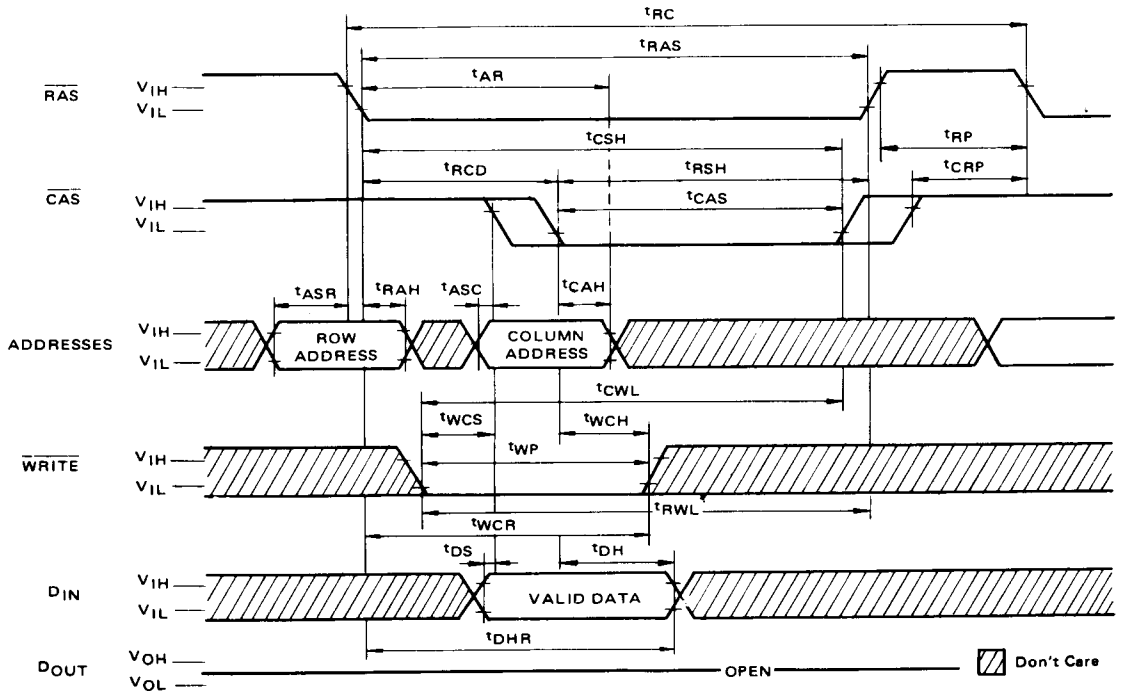 tRC
tRAS
tAR
RAS
VIH
VIL
tCSH
tRP
tRCD
tRSH
tCRP
CAS
VIH
VIL
tCAS
tASR
tRAH
tASC
tCAH
ADDRESSES
VIH
VIL
ROW
ADDRESS
COLUMN
ADDRESS
tCWL
tWCS
tWCH
WRITE
VIH
VIL
tWP
tRWL
tWCR
tDS
tDH
DIN
VIH
VIL
VALID DATA
tDHR
DOUT
VOH
VOL
OPEN
Don't Care